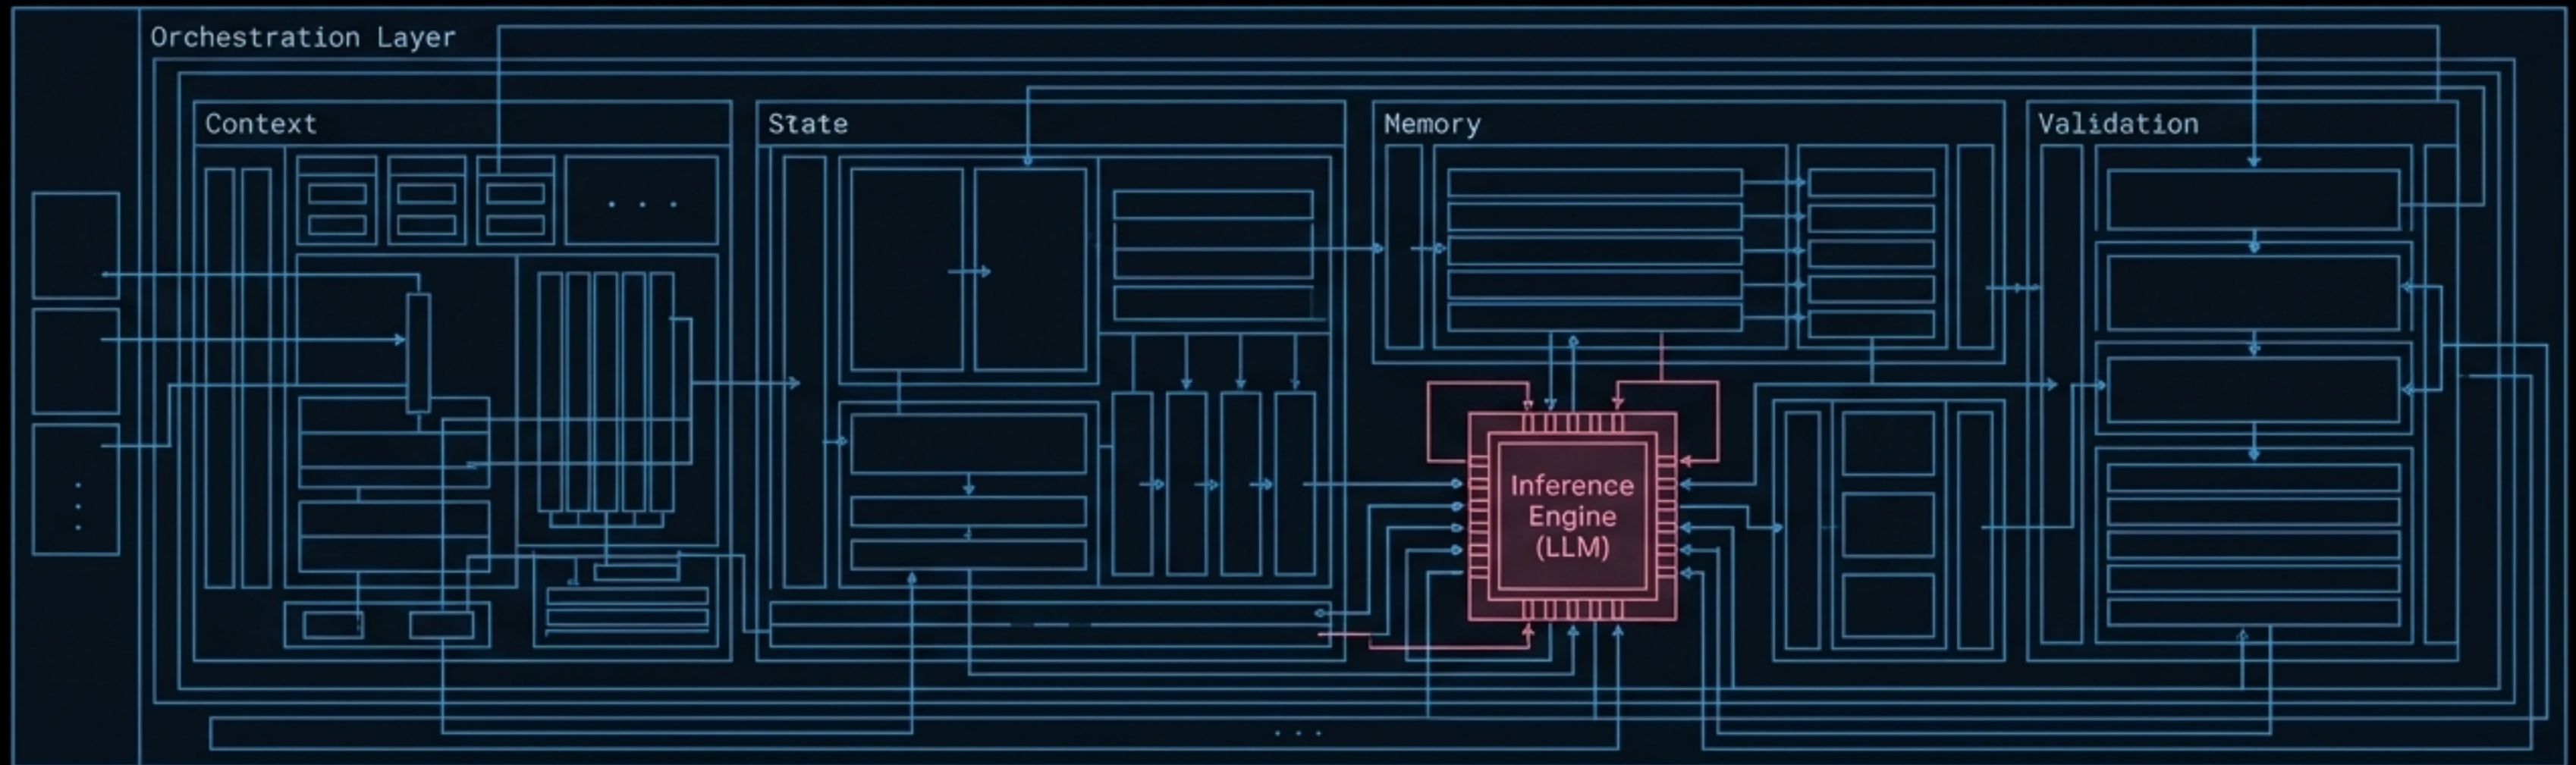 Orchestration Layer
Context
State
Memory
Validation
. . .
Inference
Engine
(LLM)
...